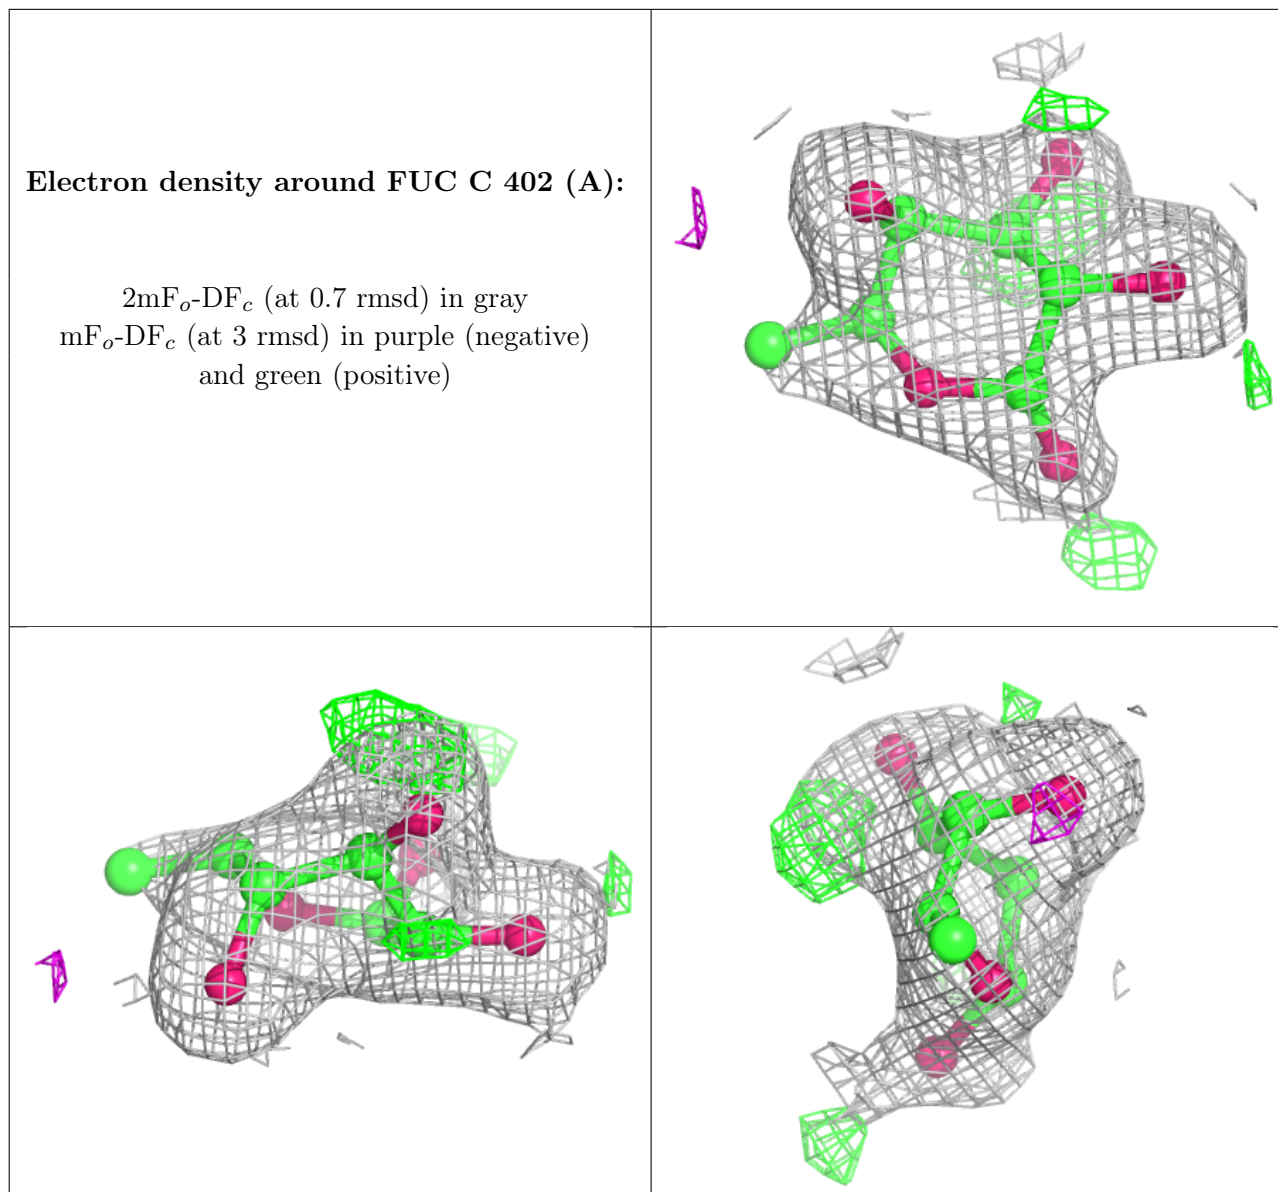 Electron density around FUC C 402 (A):
2mFo-DFc (at 0.7 rmsd) in gray
mFo-DFc (at 3 rmsd) in purple (negative)
and green (positive)